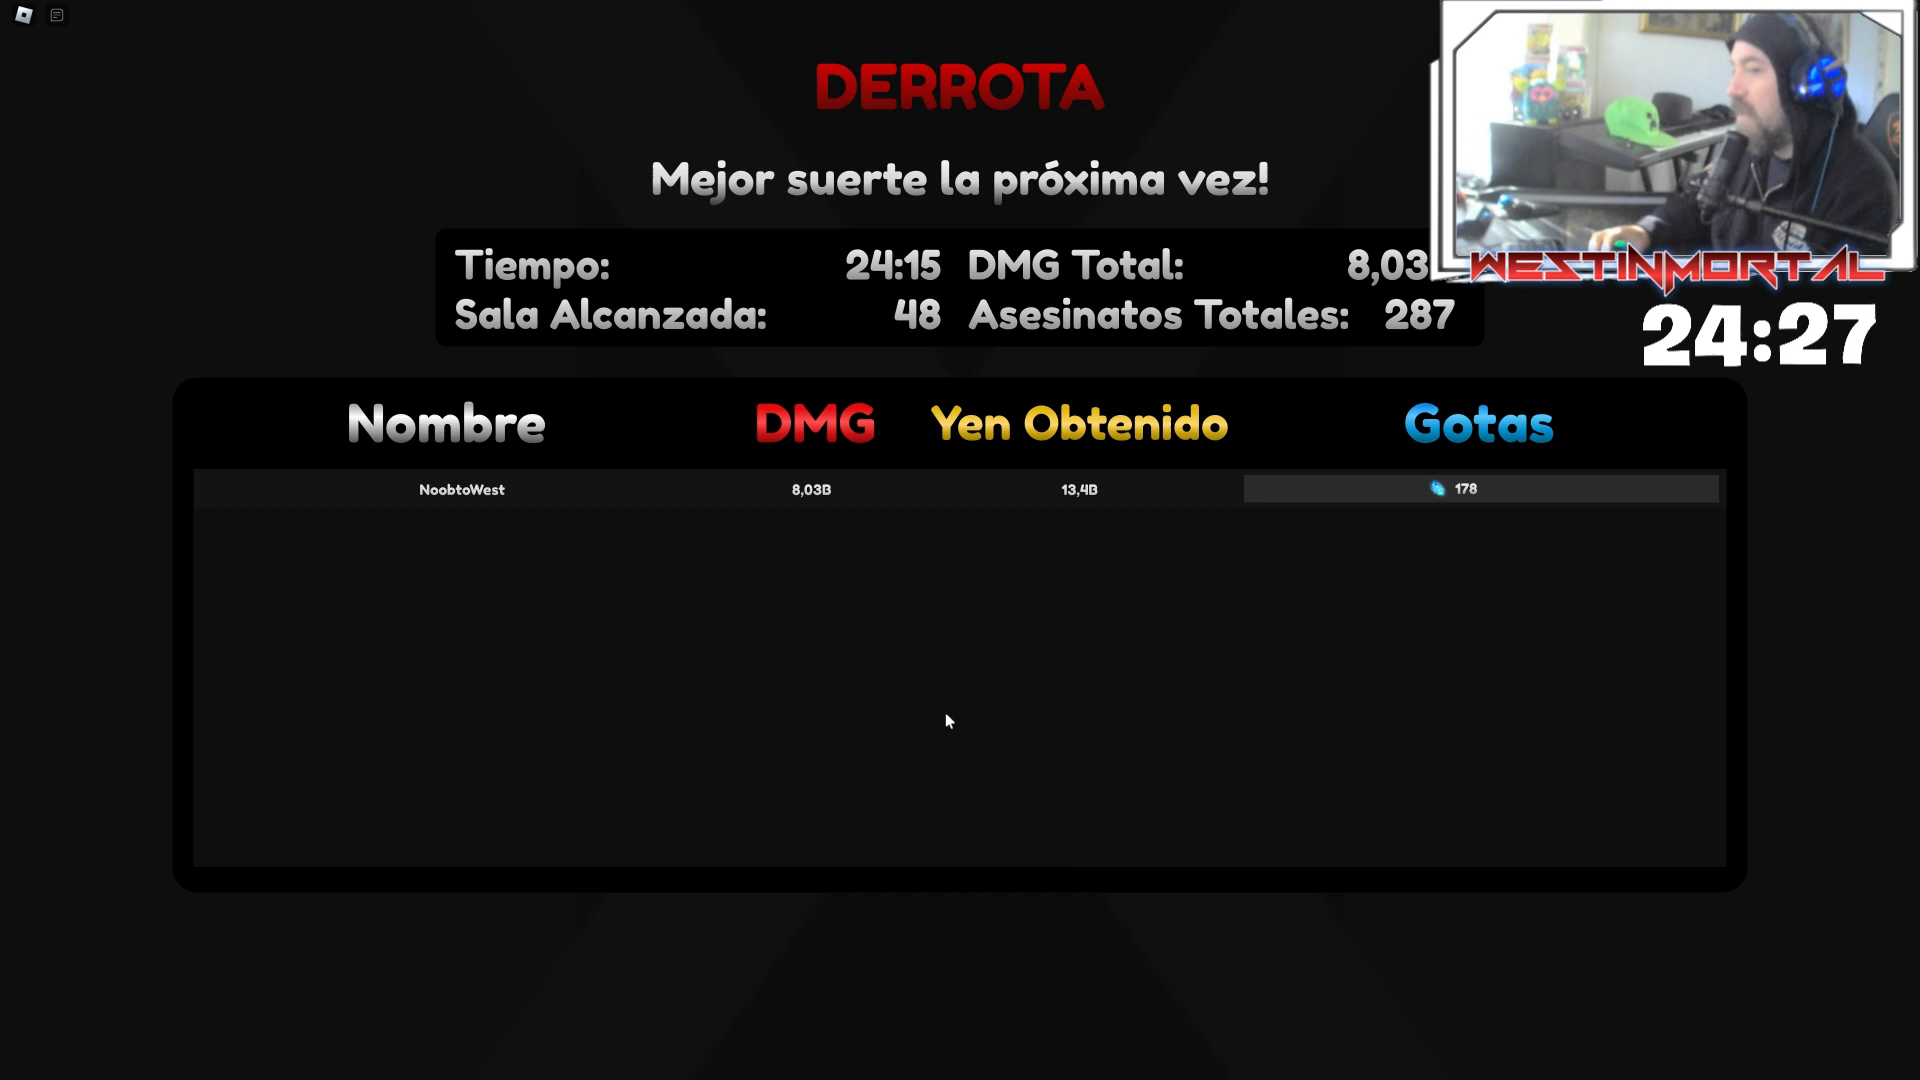 DERROTA
Mejor suerte la próxima vez!
Tiempo: 24:15 DMG Total: 8,03
Sala Alcanzada: 48 Asesinatos Totales: 287
WESTINMORTAL
24:27
Nombre DMG Yen Obtenido Gotas
NoobtoWest 8,03B 13,4B 178